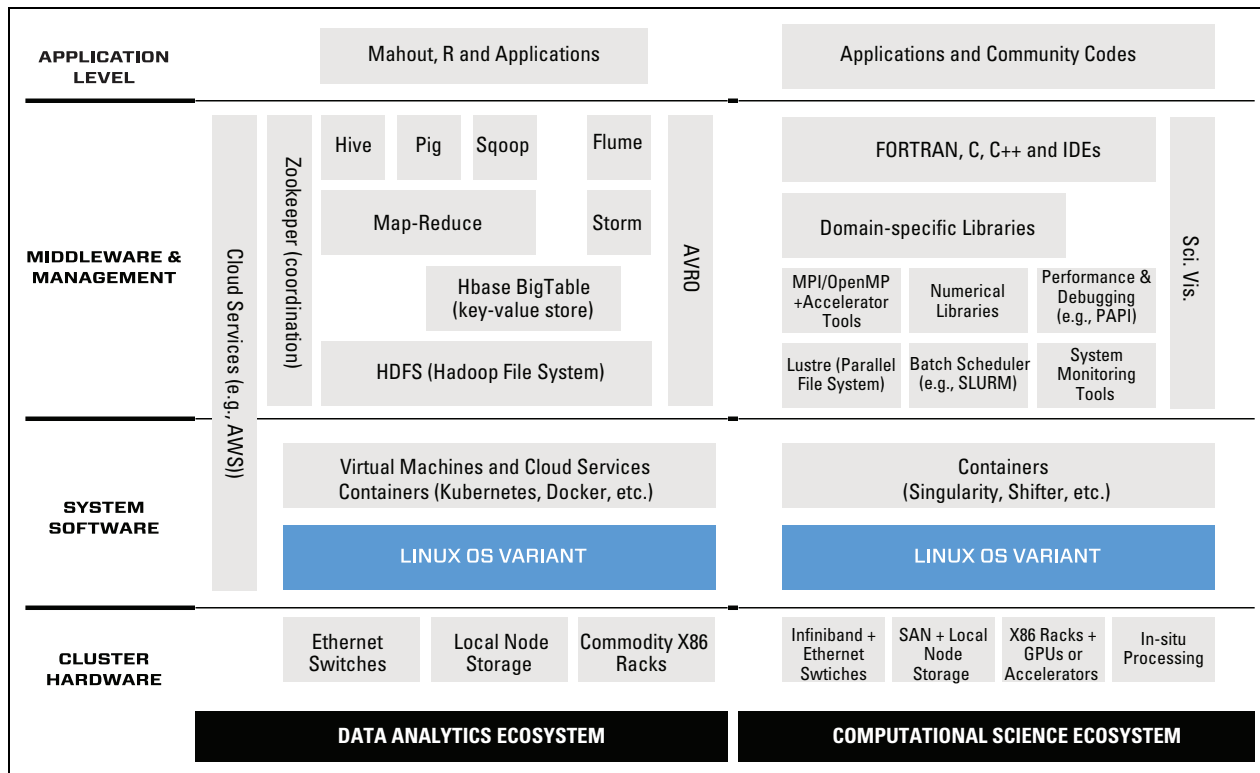 APPLICATION
LEVEL
Mahout, R and Applications
Applications and Community Codes
MIDDLEWARE &
MANAGEMENT
Cloud Services (e.g., AWS))
Zookeeper (coordination)
Hive
Pig
Sqoop
Flume
Map-Reduce
Storm
Hbase BigTable
(key-value store)
HDFS (Hadoop File System)
AVRO
FORTRAN, C, C++ and IDEs
Domain-specific Libraries
MPI/OpenMP
+Accelerator
Tools
Numerical
Libraries
Performance &
Debugging
(e.g., PAPI)
Lustre (Parallel
File System)
Batch Scheduler
(e.g., SLURM)
System
Monitoring
Tools
Sci. Vis.
SYSTEM
SOFTWARE
Virtual Machines and Cloud Services
Containers (Kubernetes, Docker, etc.)
LINUX OS VARIANT
Containers
(Singularity, Shifter, etc.)
LINUX OS VARIANT
CLUSTER
HARDWARE
Ethernet
Switches
Local Node
Storage
Commodity X86
Racks
Infiniband +
Ethernet
Swtiches
SAN + Local
Node
Storage
X86 Racks +
GPUs or
Accelerators
In-situ
Processing
DATA ANALYTICS ECOSYSTEM
COMPUTATIONAL SCIENCE ECOSYSTEM